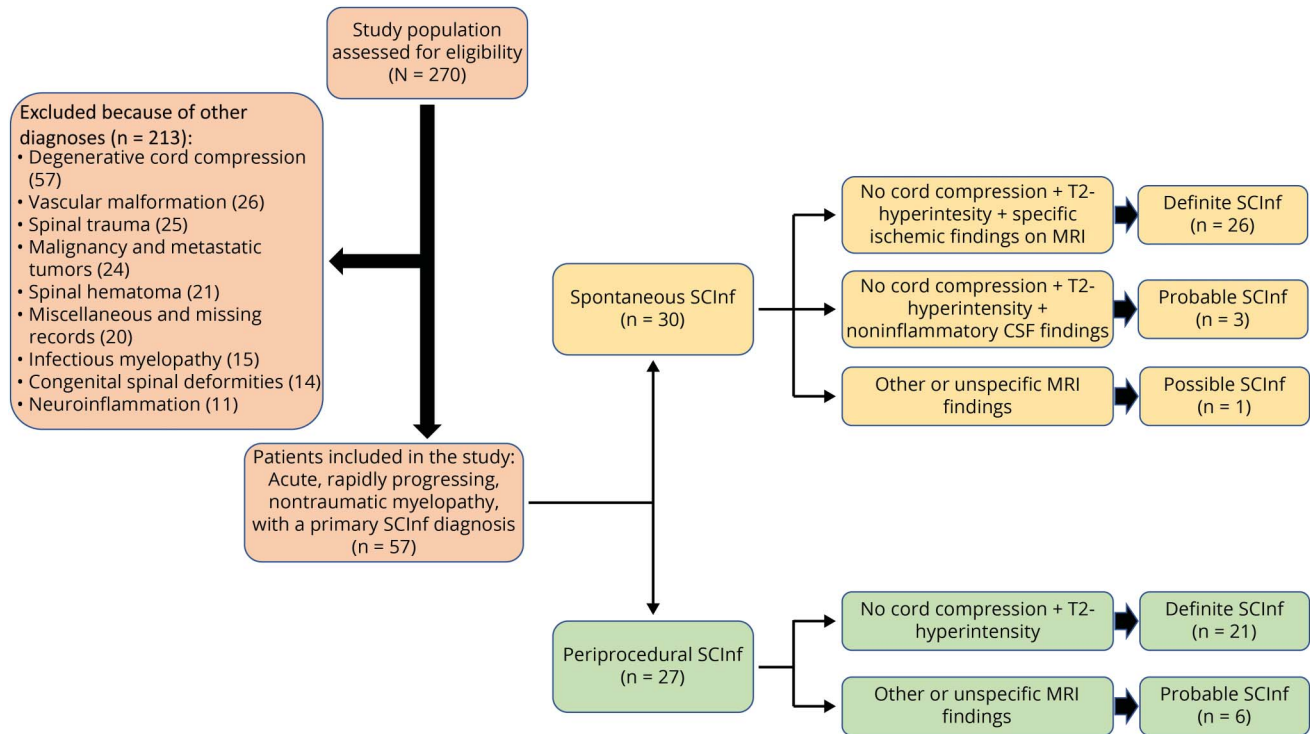 Study population
assessed for eligibility
(N = 270)
Excluded because of other
diagnoses (n = 213):
• Degenerative cord compression
(57)
• Vascular malformation (26)
• Spinal trauma (25)
• Malignancy and metastatic
tumors (24)
• Spinal hematoma (21)
• Miscellaneous and missing
records (20)
• Infectious myelopathy (15)
• Congenital spinal deformities (14)
• Neuroinflammation (11)
Patients included in the study:
Acute, rapidly progressing,
nontraumatic myelopathy,
with a primary SCInf diagnosis
(n = 57)
Spontaneous SCInf
(n = 30)
No cord compression + T2-
hyperintesity + specific
ischemic findings on MRI
Definite SCInf
(n = 26)
No cord compression + T2-
hyperintensity +
noninflammatory CSF findings
Probable SCInf
(n = 3)
Other or unspecific MRI
findings
Possible SCInf
(n = 1)
Periprocedural SCInf
(n = 27)
No cord compression + T2-
hyperintensity
Definite SCInf
(n = 21)
Other or unspecific MRI
findings
Probable SCInf
(n = 6)